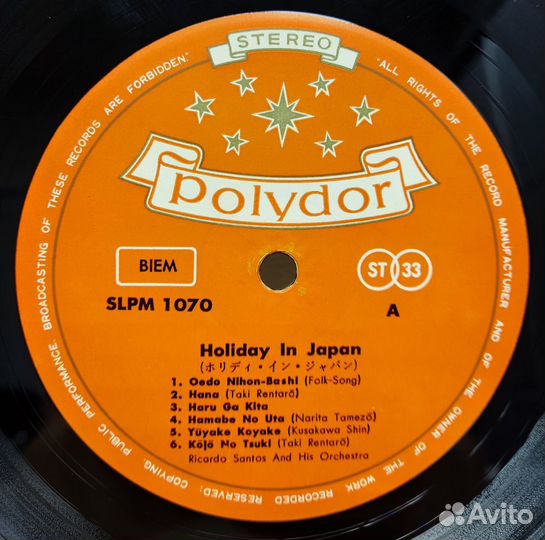 STEREO
polydor
BIEM
ST 33
SLPM 1070
A
Holiday In Japan
(ホリディ・イン・ジャパン)
1. Oedo Nihon-Bashi (Folk-Song)
2. Hana (Taki Rentarō)
3. Haru Ga Kita
4. Hamabe No Uta (Narita Tamezō)
5. Yūyake Koyake (Kusakawa Shin)
6. Kōjō No Tsuki (Taki Rentarō)
Ricardo Santos And His Orchestra
"ALL RIGHTS OF THE RECORD MANUFACTURER AND OF THE OWNER OF THE WORK RECORDED RESERVED; COPYING, PUBLIC PERFORMANCE, BROADCASTING OF THESE RECORDS ARE FORBIDDEN."
Avito